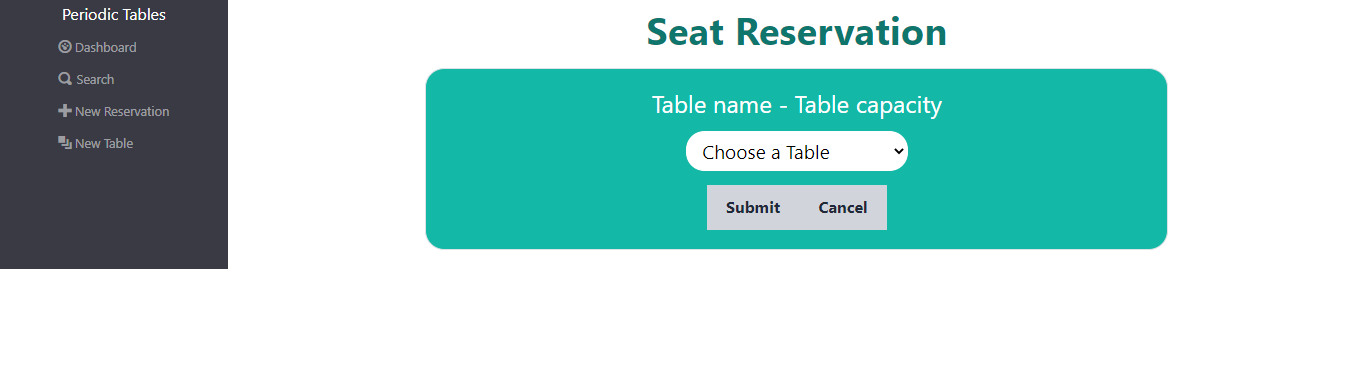 Periodic Tables
Dashboard
Search
New Reservation
New Table
Seat Reservation
Table name - Table capacity
Choose a Table
Submit Cancel